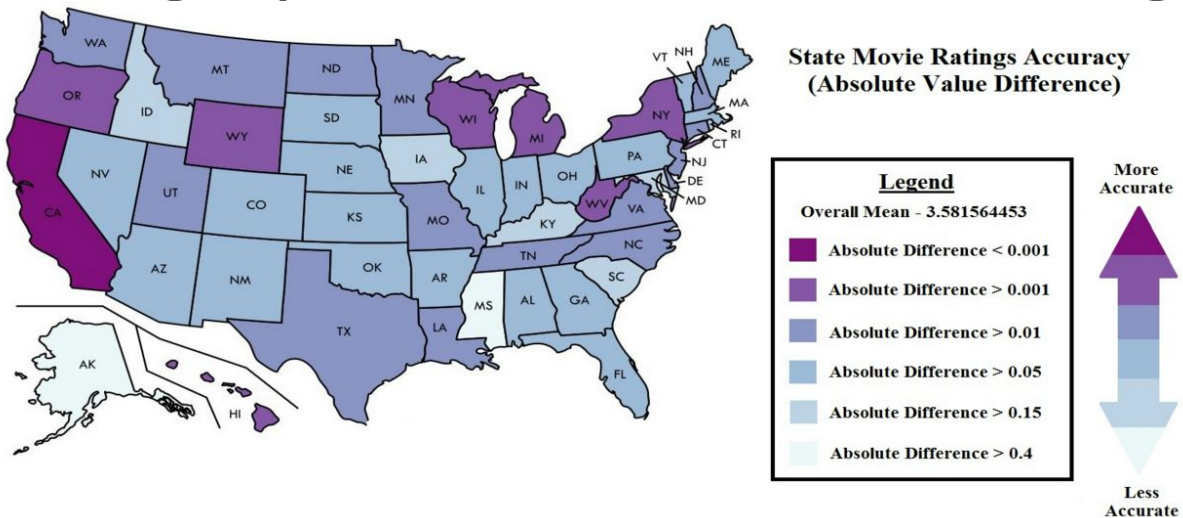 WA
MT
ND
MN
OR
ID
WY
SD
WI
MI
NY
VT
NH
ME
MA
RI
CT
NJ
DE
MD
NV
UT
CO
NE
IA
IL
IN
OH
PA
CA
KS
MO
KY
WV
VA
AZ
NM
OK
AR
TN
NC
SC
TX
LA
MS
AL
GA
FL
AK
HI
State Movie Ratings Accuracy
(Absolute Value Difference)
Legend
Overall Mean - 3.581564453
Absolute Difference < 0.001
Absolute Difference > 0.001
Absolute Difference > 0.01
Absolute Difference > 0.05
Absolute Difference > 0.15
Absolute Difference > 0.4
More
Accurate
Less
Accurate